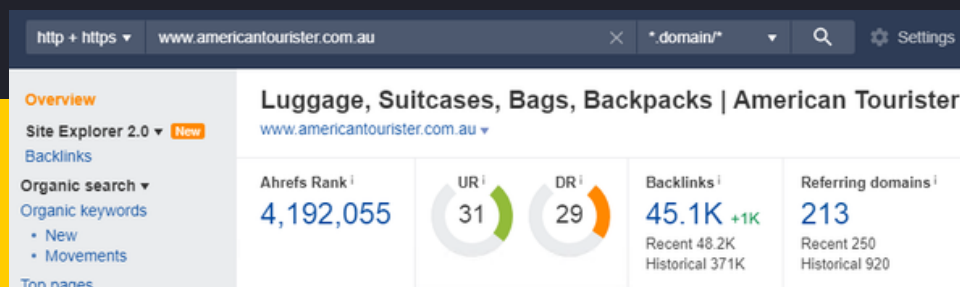 http + https ▾ www.americantourister.com.au × *.domain/* ▾ Settings
Overview
Site Explorer 2.0 ▾ New
Backlinks
Organic search ▾
Organic keywords
• New
• Movements
Top pages
Luggage, Suitcases, Bags, Backpacks | American Tourister
www.americantourister.com.au ▾
Ahrefs Rank i
4,192,055
UR i
31
DR i
29
Backlinks i
45.1K +1K
Recent 48.2K
Historical 371K
Referring domains i
213
Recent 250
Historical 920